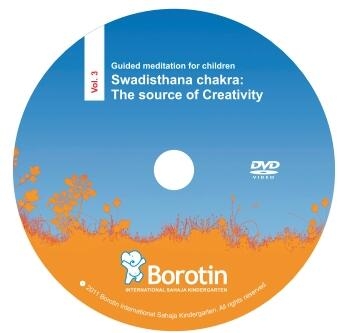 Vol. 3
Guided meditation for children
Swadisthana chakra:
The source of Creativity
DVD
VIDEO
Borotin
INTERNATIONAL SAHAJA KINDERGARTEN
2011 Borotin International Sahaja Kindergarten. All rights reserved.